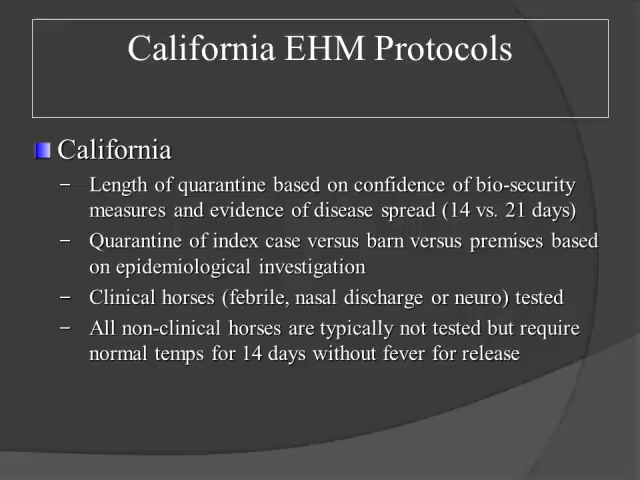 California EHM Protocols
California
– Length of quarantine based on confidence of bio-security
measures and evidence of disease spread (14 vs. 21 days)
– Quarantine of index case versus barn versus premises based
on epidemiological investigation
– Clinical horses (febrile, nasal discharge or neuro) tested
– All non-clinical horses are typically not tested but require
normal temps for 14 days without fever for release